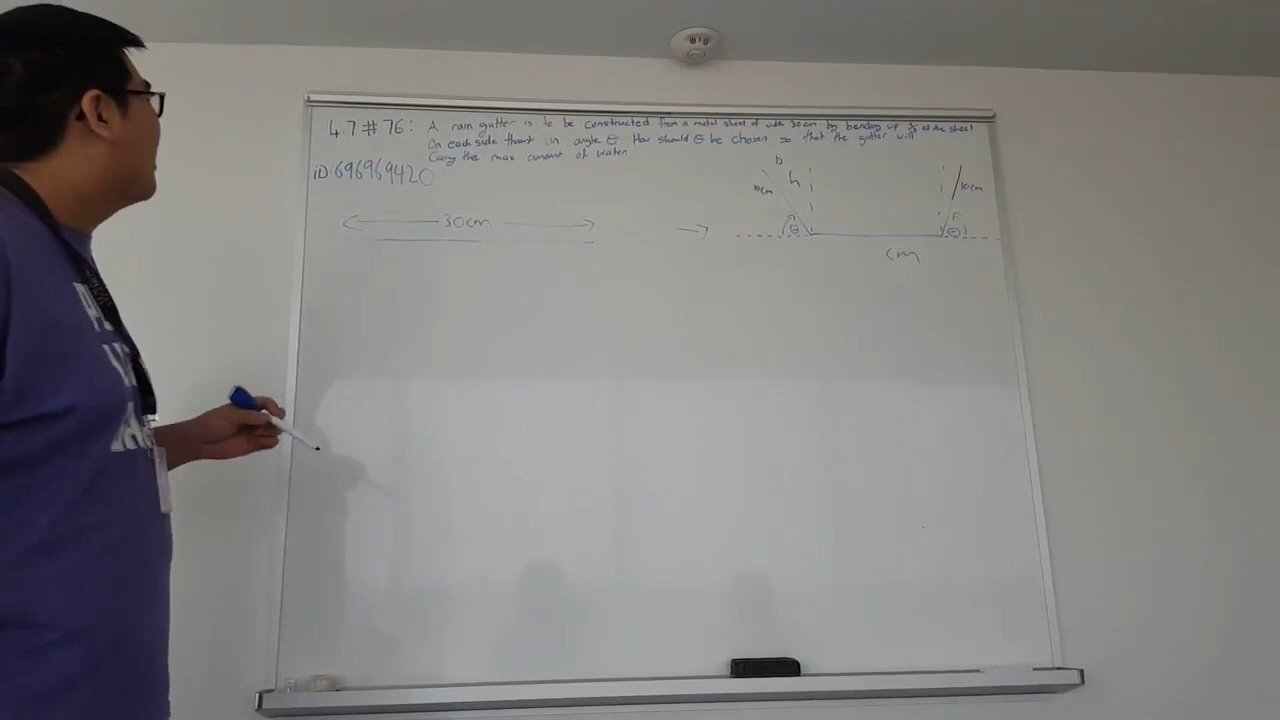 4.7 # 76: A rain gutter is to be constructed from a metal sheet of width 30cm by bending up 1/3 of the sheet
On each side through an angle θ How should θ be chosen so that the gutter will
Carry the max amount of water.
iD:696969420
30cm
b
h
10cm
10cm
θ
θ
cm